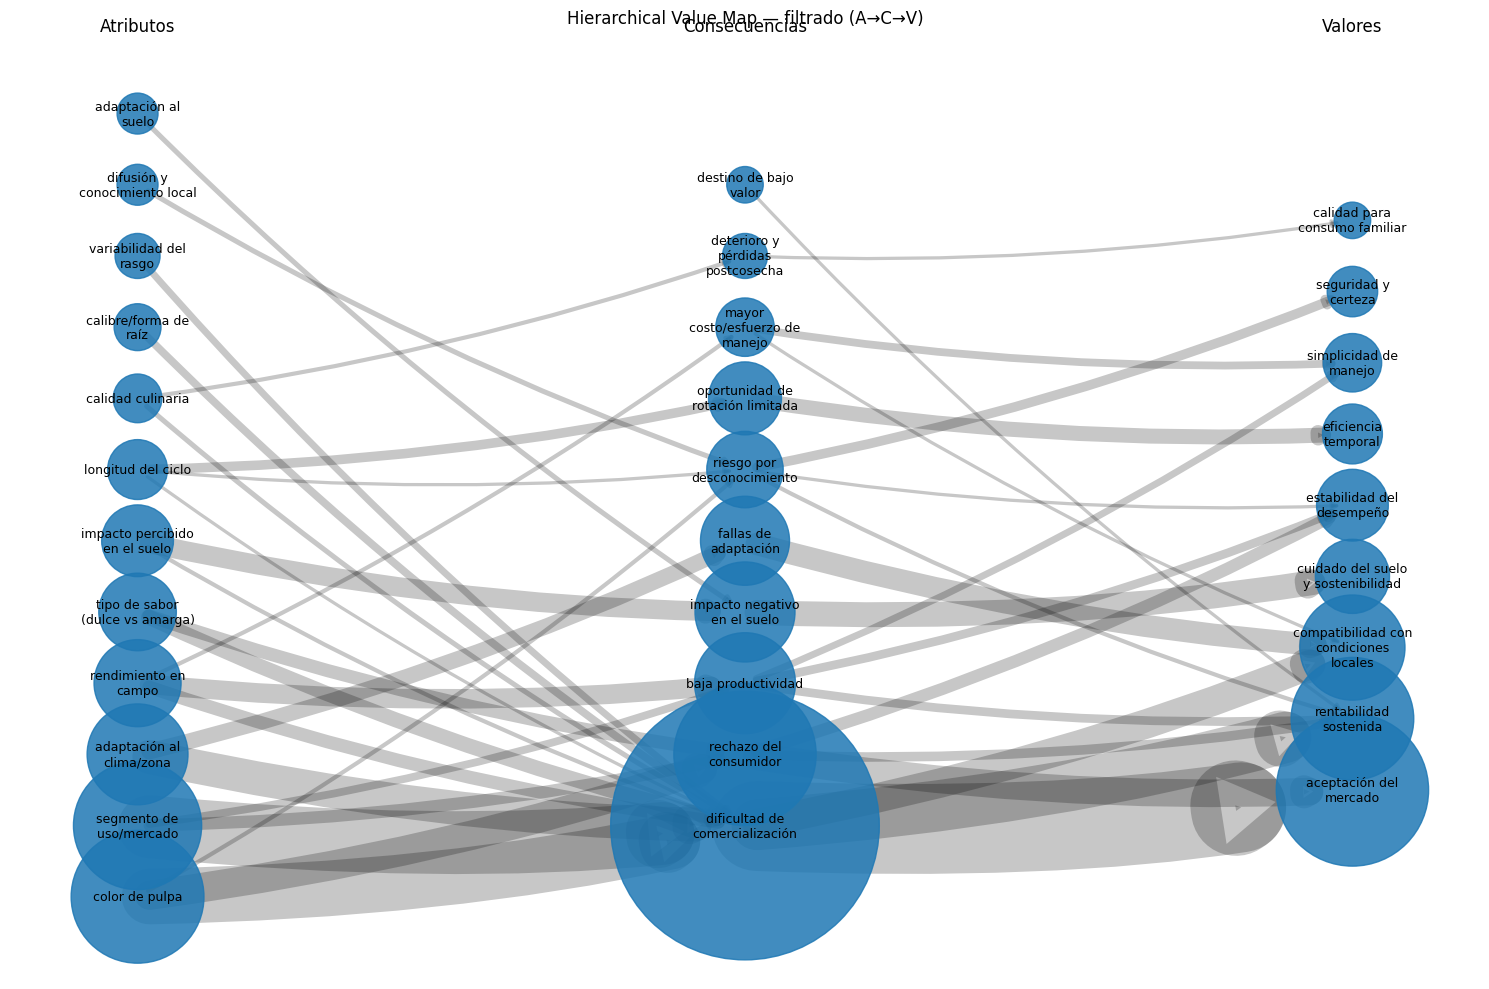 Hierarchical Value Map — filtrado (A→C→V)
Atributos
Consecuencias
Valores
adaptación al
suelo
difusión y
conocimiento local
variabilidad del
rasgo
calibre/forma de
raíz
calidad culinaria
longitud del ciclo
impacto percibido
en el suelo
tipo de sabor
(dulce vs amarga)
rendimiento en
campo
adaptación al
clima/zona
segmento de
uso/mercado
color de pulpa
destino de bajo
valor
deterioro y
pérdidas
postcosecha
mayor
costo/esfuerzo de
manejo
oportunidad de
rotación limitada
riesgo por
desconocimiento
fallas de
adaptación
impacto negativo
en el suelo
baja productividad
rechazo del
consumidor
dificultad de
comercialización
calidad para
consumo familiar
seguridad y
certeza
simplicidad de
manejo
eficiencia
temporal
estabilidad del
desempeño
cuidado del suelo
y sostenibilidad
compatibilidad con
condiciones
locales
rentabilidad
sostenida
aceptación del
mercado